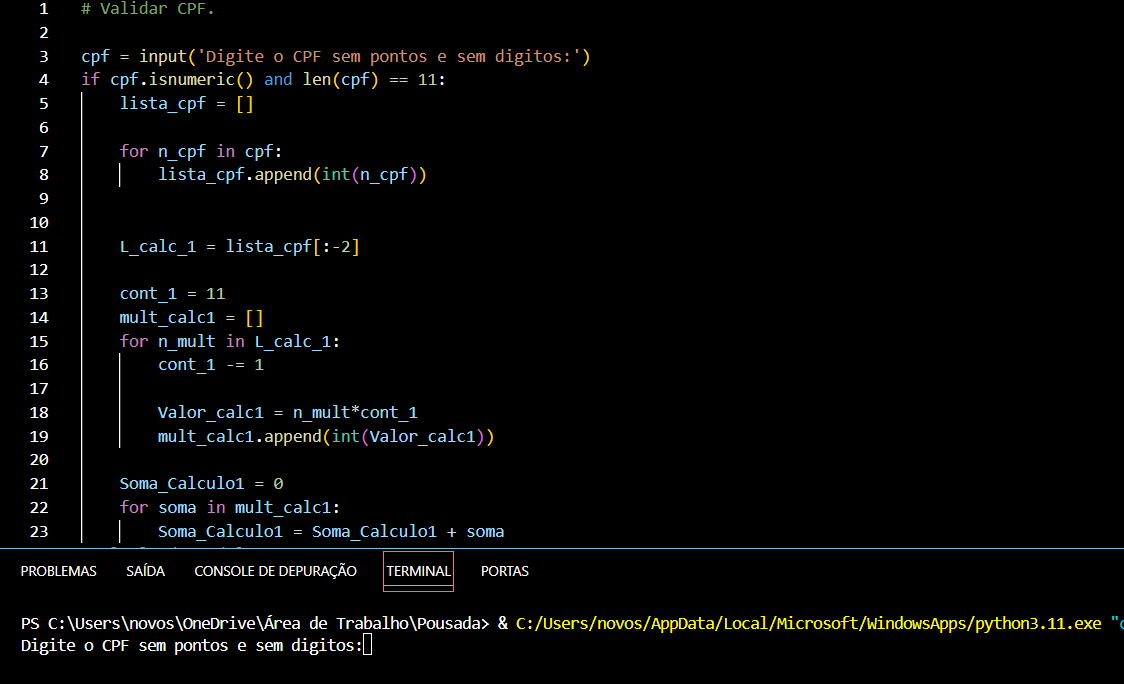 1 # Validar CPF.
2
3 cpf = input('Digite o CPF sem pontos e sem digitos:')
4 if cpf.isnumeric() and len(cpf) == 11:
5     lista_cpf = []
6
7     for n_cpf in cpf:
8         lista_cpf.append(int(n_cpf))
9
10
11     L_calc_1 = lista_cpf[:-2]
12
13     cont_1 = 11
14     mult_calc1 = []
15     for n_mult in L_calc_1:
16         cont_1 -= 1
17
18         Valor_calc1 = n_mult*cont_1
19         mult_calc1.append(int(Valor_calc1))
20
21     Soma_Calculo1 = 0
22     for soma in mult_calc1:
23         Soma_Calculo1 = Soma_Calculo1 + soma
PROBLEMAS SAÍDA CONSOLE DE DEPURAÇÃO TERMINAL PORTAS
PS C:\Users\novos\OneDrive\Área de Trabalho\Pousada> & C:/Users/novos/AppData/Local/Microsoft/WindowsApps/python3.11.exe "
Digite o CPF sem pontos e sem digitos: